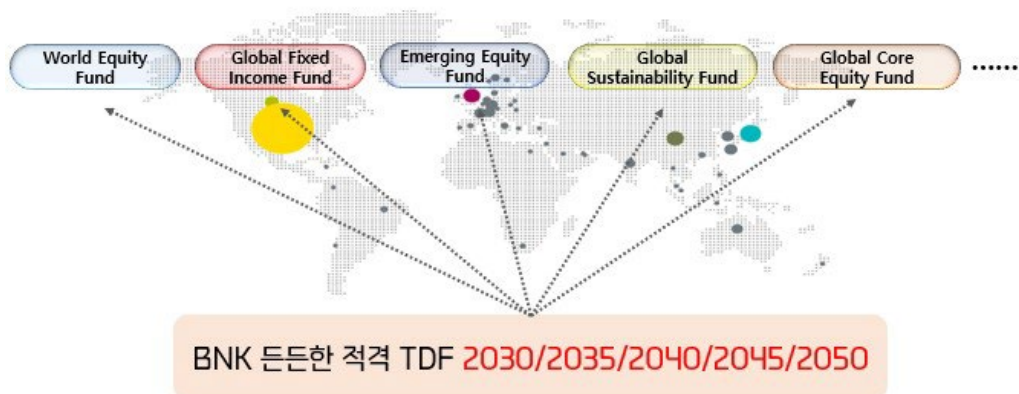 World Equity
Fund
Global Fixed
Income Fund
Emerging Equity
Fund
Global
Sustainability Fund
Global Core
Equity Fund
······
BNK 든든한 적격 TDF 2030/2035/2040/2045/2050